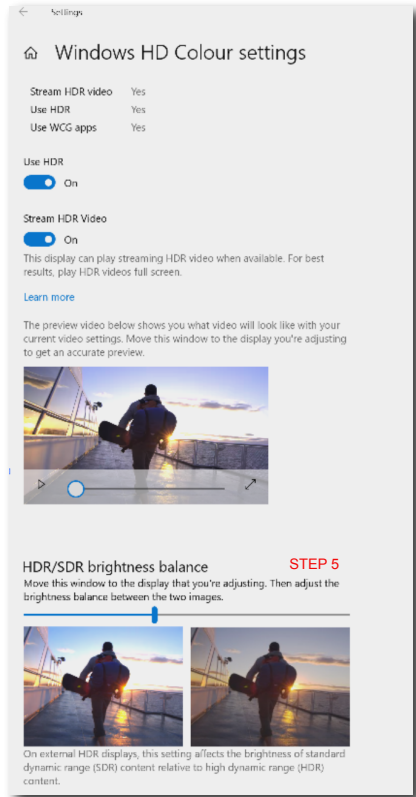 Settings
Windows HD Colour settings
Stream HDR video Yes
Use HDR Yes
Use WCG apps Yes
Use HDR
On
Stream HDR Video
On
This display can play streaming HDR video when available. For best
results, play HDR videos full screen.
Learn more
The preview video below shows you what video will look like with your
current video settings. Move this window to the display you're adjusting
to get an accurate preview.
HDR/SDR brightness balance STEP 5
Move this window to the display that you're adjusting. Then adjust the
brightness balance between the two images.
On external HDR displays, this setting affects the brightness of standard
dynamic range (SDR) content relative to high dynamic range (HDR)
content.